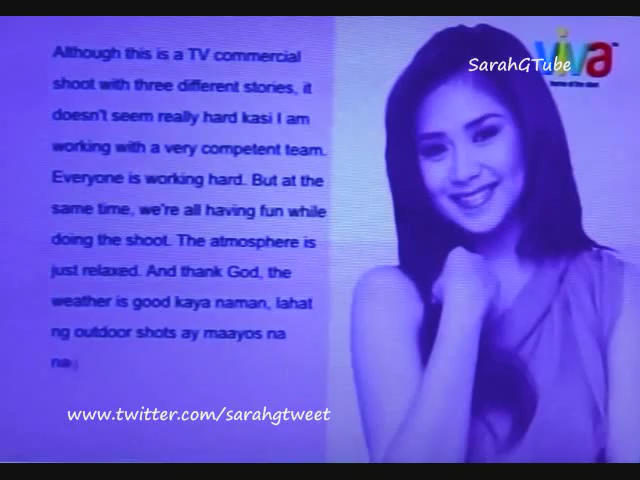 Although this is a TV commercial
shoot with three different stories, it
doesn't seem really hard kasi I am
working with a very competent team.
Everyone is working hard. But at the
same time, we're all having fun while
doing the shoot. The atmosphere is
just relaxed. And thank God, the
weather is good kaya naman, lahat
ng outdoor shots ay maayos na
na
SarahGTube
viva
www.twitter.com/sarahgtweet